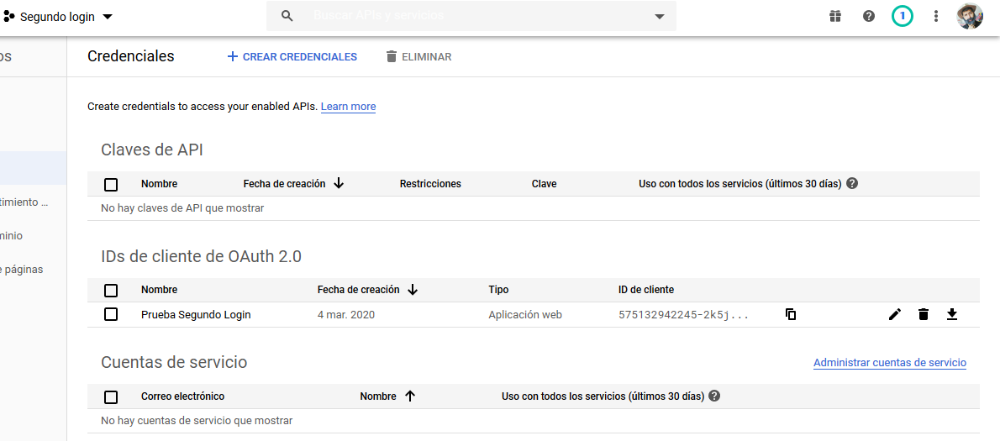 Segundo login
Buscar APIs y servicios
1
os
Credenciales
CREAR CREDENCIALES
ELIMINAR
Create credentials to access your enabled APIs. Learn more
Claves de API
Nombre Fecha de creación Restricciones Clave Uso con todos los servicios (últimos 30 días)
No hay claves de API que mostrar
timiento ...
minio
e páginas
IDs de cliente de OAuth 2.0
Nombre Fecha de creación Tipo ID de cliente
Prueba Segundo Login 4 mar. 2020 Aplicación web 575132942245-2k5j...
Cuentas de servicio Administrar cuentas de servicio
Correo electrónico Nombre Uso con todos los servicios (últimos 30 días)
No hay cuentas de servicio que mostrar